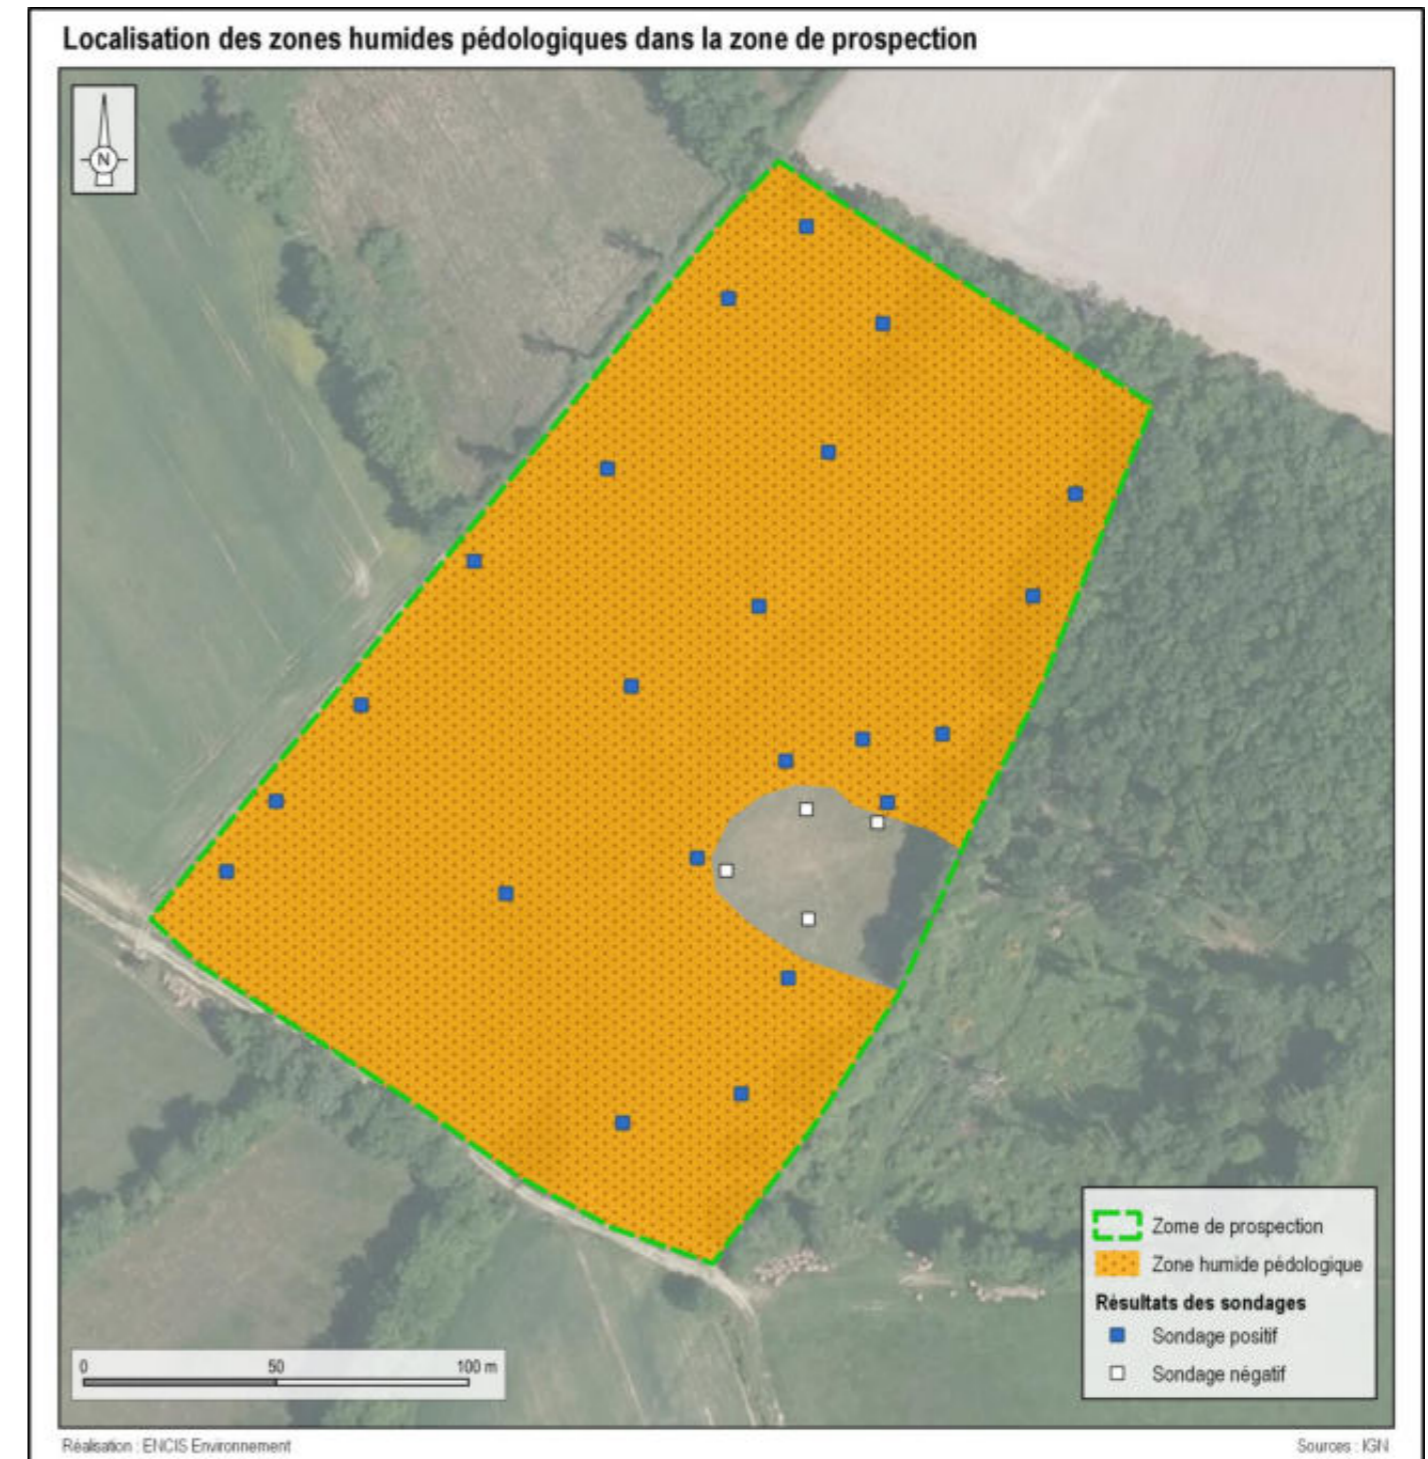 Localisation des zones humides pédologiques dans la zone de prospection
N
Zome de prospection
Zone humide pédologique
Résultats des sondages
Sondage positif
Sondage négatif
0 50 100 m
Réalisation : ENCIS Environnement
Sources : IGN